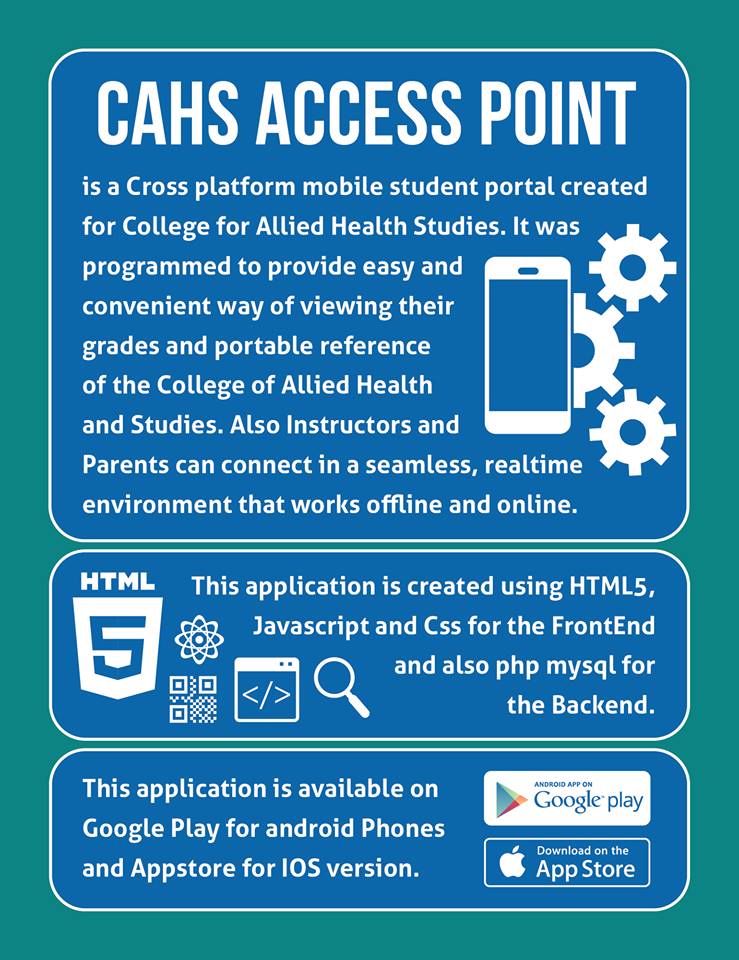 CAHS ACCESS POINT
is a Cross platform mobile student portal created
for College for Allied Health Studies. It was
programmed to provide easy and
convenient way of viewing their
grades and portable reference
of the College of Allied Health
and Studies. Also Instructors and
Parents can connect in a seamless, realtime
environment that works offline and online.
HTML
5
This application is created using HTML5,
Javascript and Css for the FrontEnd
and also php mysql for
the Backend.
</>
This application is available on
Google Play for android Phones
and Appstore for IOS version.
ANDROID APP ON
Google play
Download on the
App Store